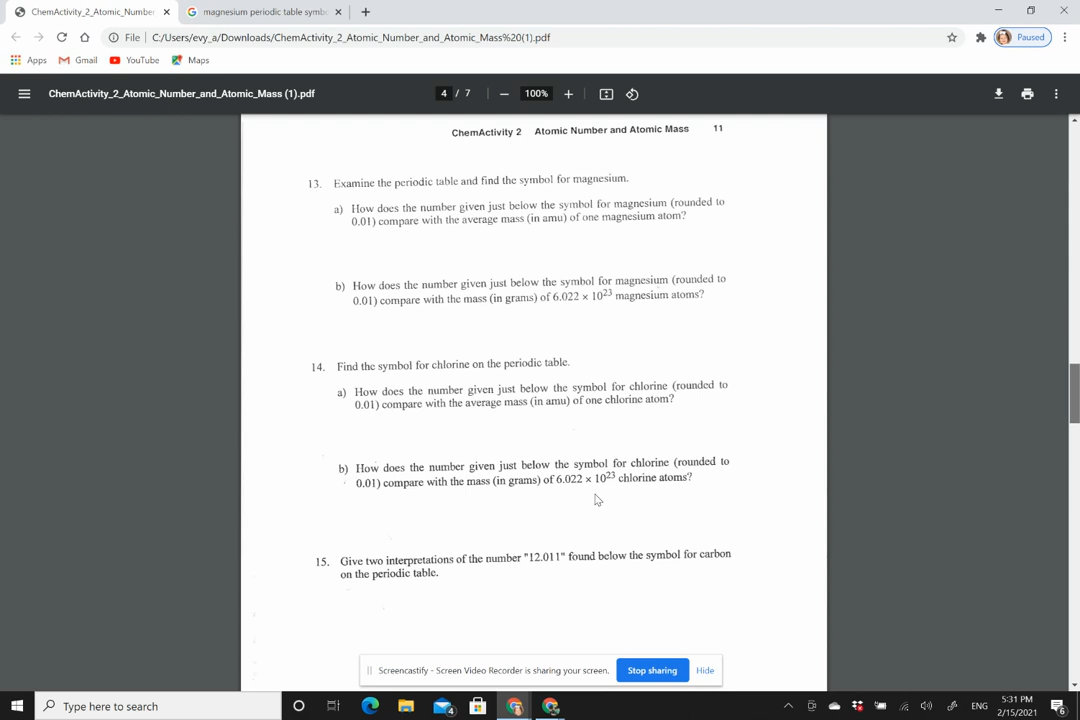 ChemActivity_2_Atomic_Number
magnesium periodic table symb
File C:/Users/evy_a/Downloads/ChemActivity_2_Atomic_Number_and_Atomic_Mass%20(1).pdf
Paused
Apps Gmail YouTube Maps
ChemActivity_2_Atomic_Number_and_Atomic_Mass (1).pdf 4 / 7 100%
ChemActivity 2 Atomic Number and Atomic Mass 11
13. Examine the periodic table and find the symbol for magnesium.
a) How does the number given just below the symbol for magnesium (rounded to
0.01) compare with the average mass (in amu) of one magnesium atom?
b) How does the number given just below the symbol for magnesium (rounded to
0.01) compare with the mass (in grams) of 6.022 × 10²³ magnesium atoms?
14. Find the symbol for chlorine on the periodic table.
a) How does the number given just below the symbol for chlorine (rounded to
0.01) compare with the average mass (in amu) of one chlorine atom?
b) How does the number given just below the symbol for chlorine (rounded to
0.01) compare with the mass (in grams) of 6.022 × 10²³ chlorine atoms?
15. Give two interpretations of the number "12.011" found below the symbol for carbon
on the periodic table.
Screencastify - Screen Video Recorder is sharing your screen. Stop sharing Hide
Type here to search
4
ENG
5:31 PM
2/15/2021
6